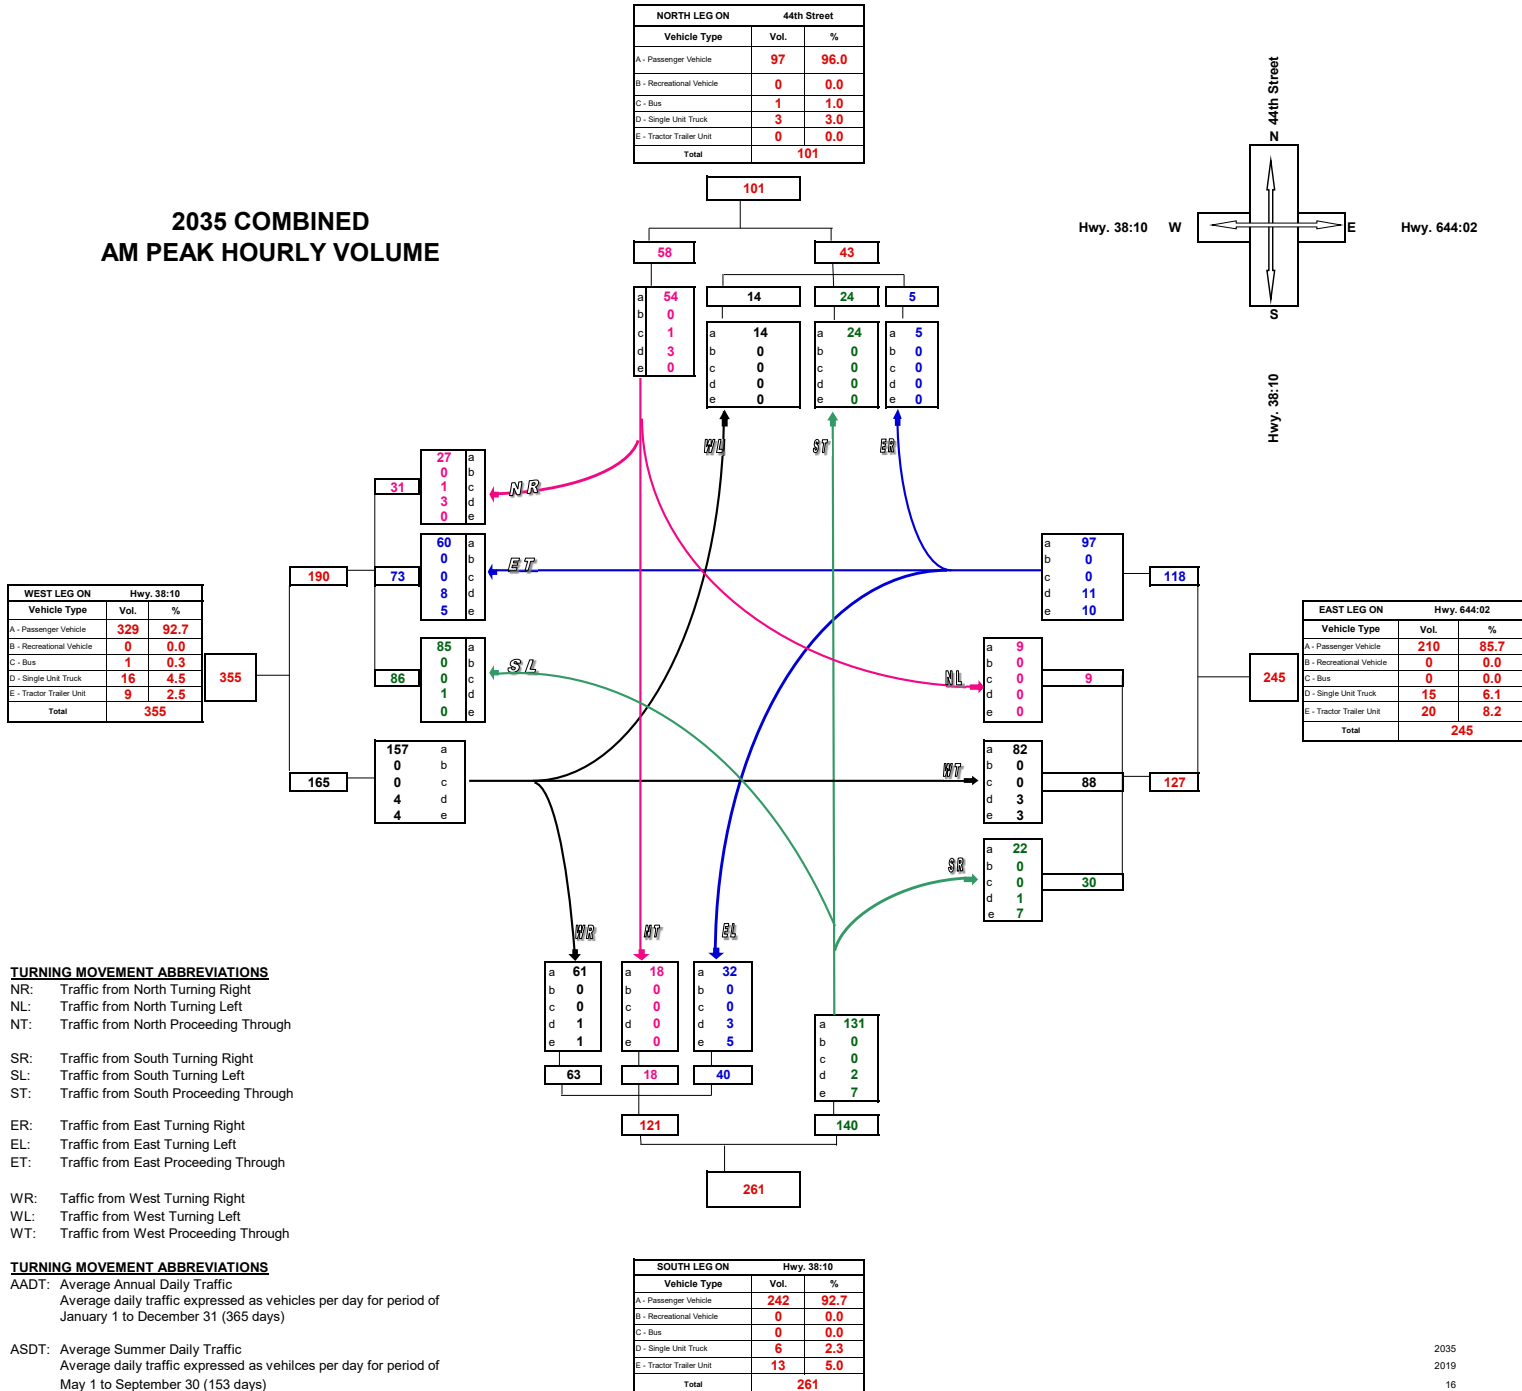 NORTH LEG ON 44th Street
Vehicle Type Vol. %
A - Passenger Vehicle 97 96.0
B - Recreational Vehicle 0 0.0
C - Bus 1 1.0
D - Single Unit Truck 3 3.0
E - Tractor Trailer Unit 0 0.0
Total 101
101
2035 COMBINED
AM PEAK HOURLY VOLUME
44th Street
N
Hwy. 38:10 W E Hwy. 644:02
S
Hwy. 38:10
58 43
14 24 5
a 54
b 0
c 1
d 3
e 0
a 14
b 0
c 0
d 0
e 0
a 24
b 0
c 0
d 0
e 0
a 5
b 0
c 0
d 0
e 0
WL ST ER
31
27 a
0 b
1 c
3 d
0 e
NR
190 73
60 a
0 b
0 c
8 d
5 e
ET
86
85 a
0 b
0 c
1 d
0 e
SL
a 97
b 0
c 0
d 11
e 10
118
WEST LEG ON Hwy. 38:10
Vehicle Type Vol. %
A - Passenger Vehicle 329 92.7
B - Recreational Vehicle 0 0.0
C - Bus 1 0.3
D - Single Unit Truck 16 4.5
E - Tractor Trailer Unit 9 2.5
Total 355
355
165
157 a
0 b
0 c
4 d
4 e
NL
a 9
b 0
c 0
d 0
e 0
9
WT
a 82
b 0
c 0
d 3
e 3
88 127
SR
a 22
b 0
c 0
d 1
e 7
30
245
EAST LEG ON Hwy. 644:02
Vehicle Type Vol. %
A - Passenger Vehicle 210 85.7
B - Recreational Vehicle 0 0.0
C - Bus 0 0.0
D - Single Unit Truck 15 6.1
E - Tractor Trailer Unit 20 8.2
Total 245
WR NT EL
a 61
b 0
c 0
d 1
e 1
a 18
b 0
c 0
d 0
e 0
a 32
b 0
c 0
d 3
e 5
a 131
b 0
c 0
d 2
e 7
63 18 40
121 140
261
TURNING MOVEMENT ABBREVIATIONS
NR: Traffic from North Turning Right
NL: Traffic from North Turning Left
NT: Traffic from North Proceeding Through
SR: Traffic from South Turning Right
SL: Traffic from South Turning Left
ST: Traffic from South Proceeding Through
ER: Traffic from East Turning Right
EL: Traffic from East Turning Left
ET: Traffic from East Proceeding Through
WR: Taffic from West Turning Right
WL: Traffic from West Turning Left
WT: Traffic from West Proceeding Through
TURNING MOVEMENT ABBREVIATIONS
AADT: Average Annual Daily Traffic
Average daily traffic expressed as vehicles per day for period of
January 1 to December 31 (365 days)
ASDT: Average Summer Daily Traffic
Average daily traffic expressed as vehilces per day for period of
May 1 to September 30 (153 days)
SOUTH LEG ON Hwy. 38:10
Vehicle Type Vol. %
A - Passenger Vehicle 242 92.7
B - Recreational Vehicle 0 0.0
C - Bus 0 0.0
D - Single Unit Truck 6 2.3
E - Tractor Trailer Unit 13 5.0
Total 261
2035
2019
16